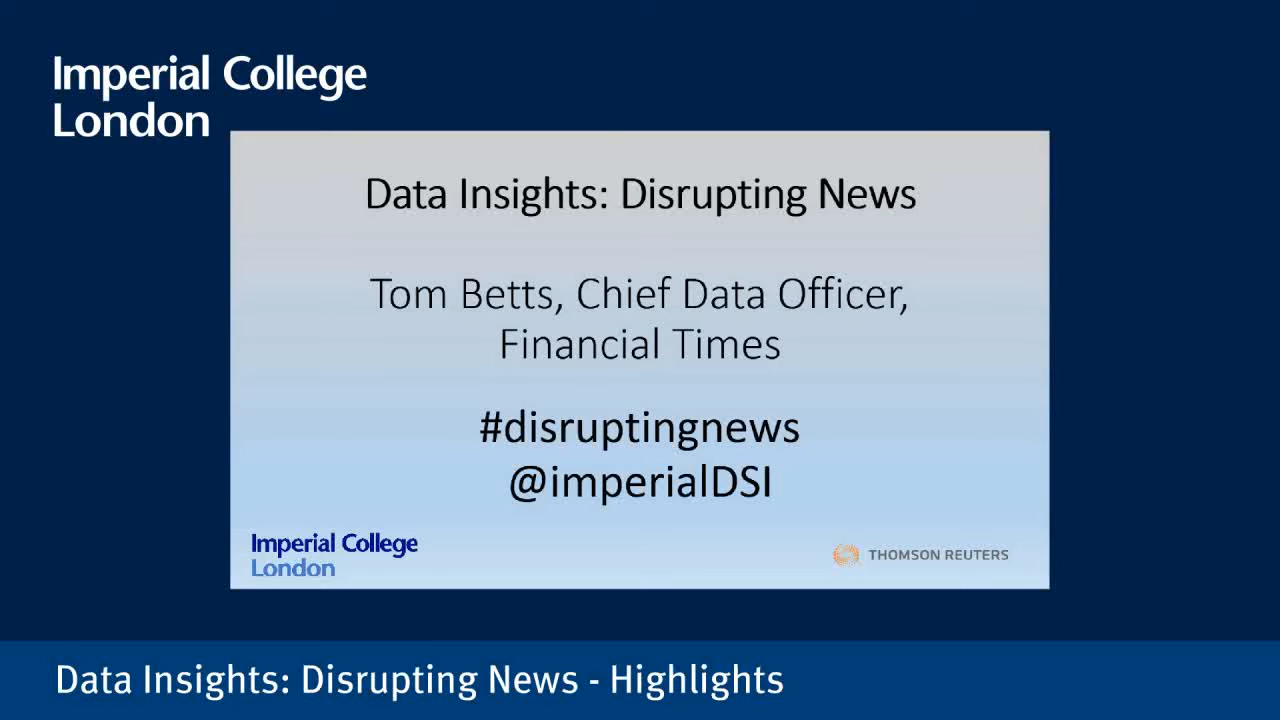 Imperial College
London
Data Insights: Disrupting News
Tom Betts, Chief Data Officer,
Financial Times
#disruptingnews
@imperialDSI
Imperial College
London
THOMSON REUTERS
Data Insights: Disrupting News - Highlights